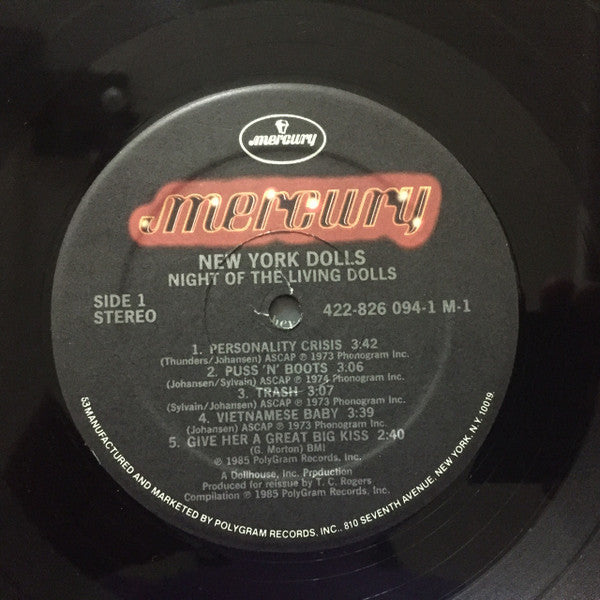 mercury
mercury
NEW YORK DOLLS
NIGHT OF THE LIVING DOLLS
SIDE 1
STEREO
422-826 094-1 M-1
1. PERSONALITY CRISIS 3:42
(Thunders/Johansen) ASCAP ℗ 1973 Phonogram Inc.
2. PUSS 'N' BOOTS 3:06
(Johansen/Sylvain) ASCAP ℗ 1974 Phonogram Inc.
3. TRASH 3:07
(Sylvain/Johansen) ASCAP ℗ 1973 Phonogram Inc.
4. VIETNAMESE BABY 3:39
(Johansen) ASCAP ℗ 1973 Phonogram Inc.
5. GIVE HER A GREAT BIG KISS 2:40
(G. Morton) BMI
℗ 1985 PolyGram Records, Inc.
A Dollhouse, Inc. Production
Produced for reissue by T. C. Rogers
Compilation ℗ 1985 PolyGram Records, Inc.
53 MANUFACTURED AND MARKETED BY POLYGRAM RECORDS, INC., 810 SEVENTH AVENUE, NEW YORK, N.Y. 10019